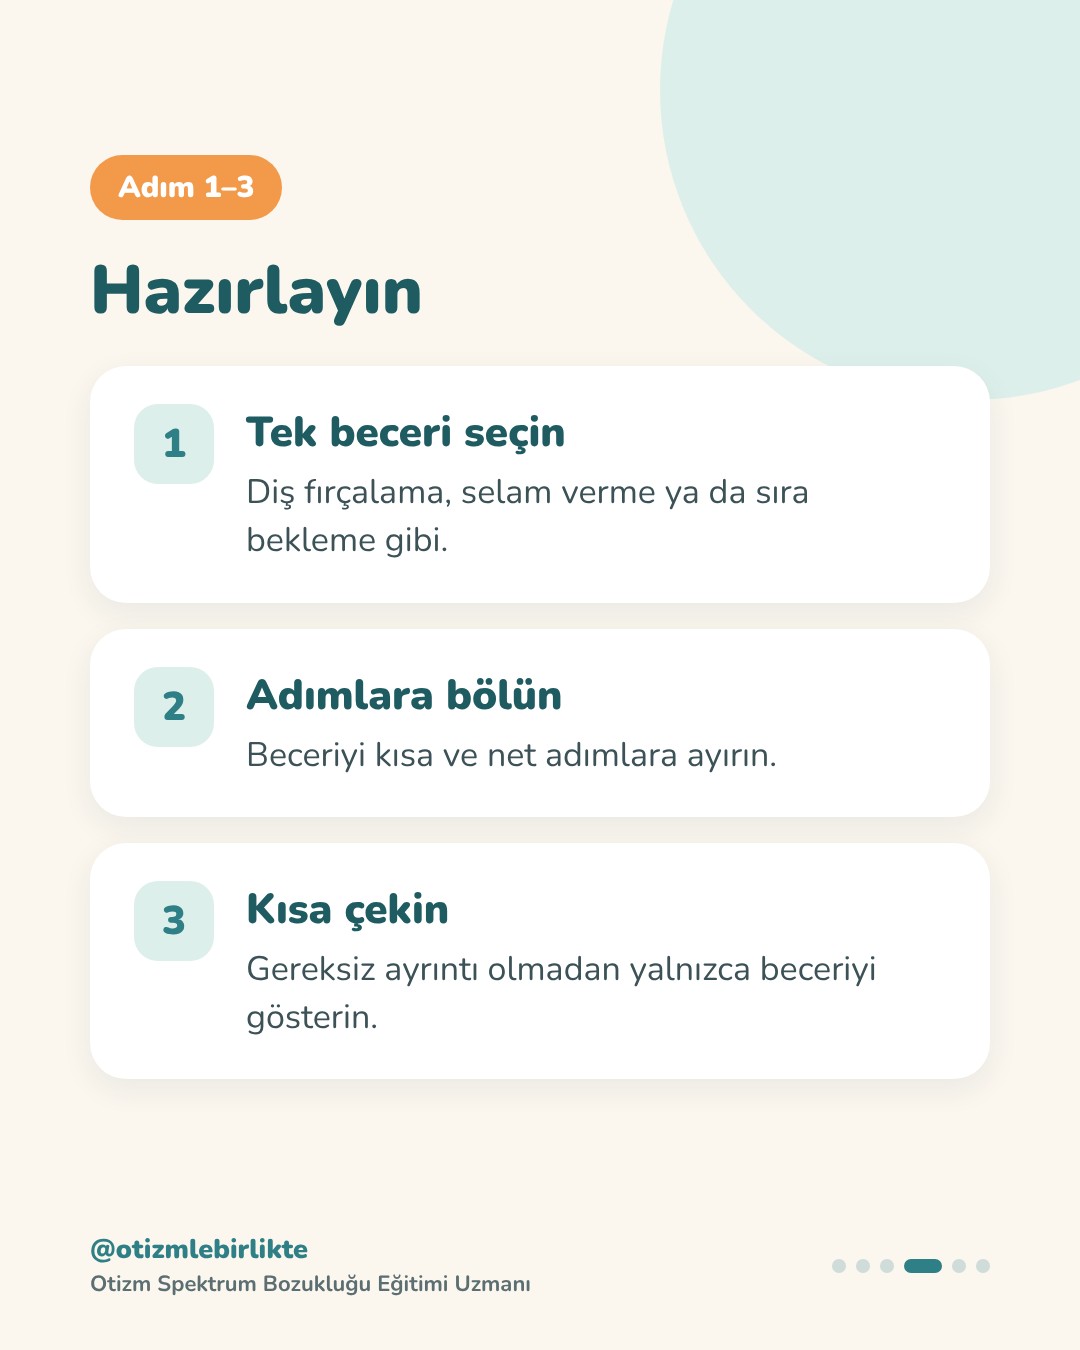 Adım 1–3
Hazırlayın
1
Tek beceri seçin
Diş fırçalama, selam verme ya da sıra
bekleme gibi.
2
Adımlara bölün
Beceriyi kısa ve net adımlara ayırın.
3
Kısa çekin
Gereksiz ayrıntı olmadan yalnızca beceriyi
gösterin.
@otizmlebirlikte
Otizm Spektrum Bozukluğu Eğitimi Uzmanı